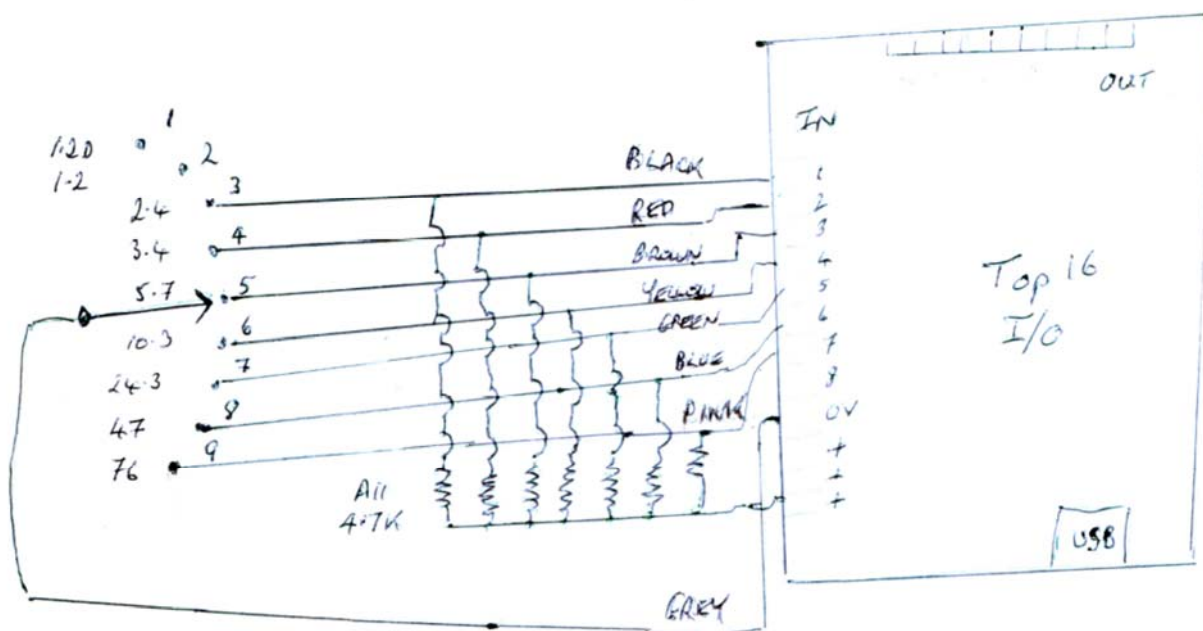 1
1.2D
2
1.2
3
2.4
4
3.4
5
5.7
6
10.3
7
24.3
8
47
9
76
BLACK
RED
BROWN
YELLOW
GREEN
BLUE
PINK
GREY
All
4.7K
OUT
IN
1
2
3
4
5
6
7
8
0V
+
+
+
Top 16
I/O
USB